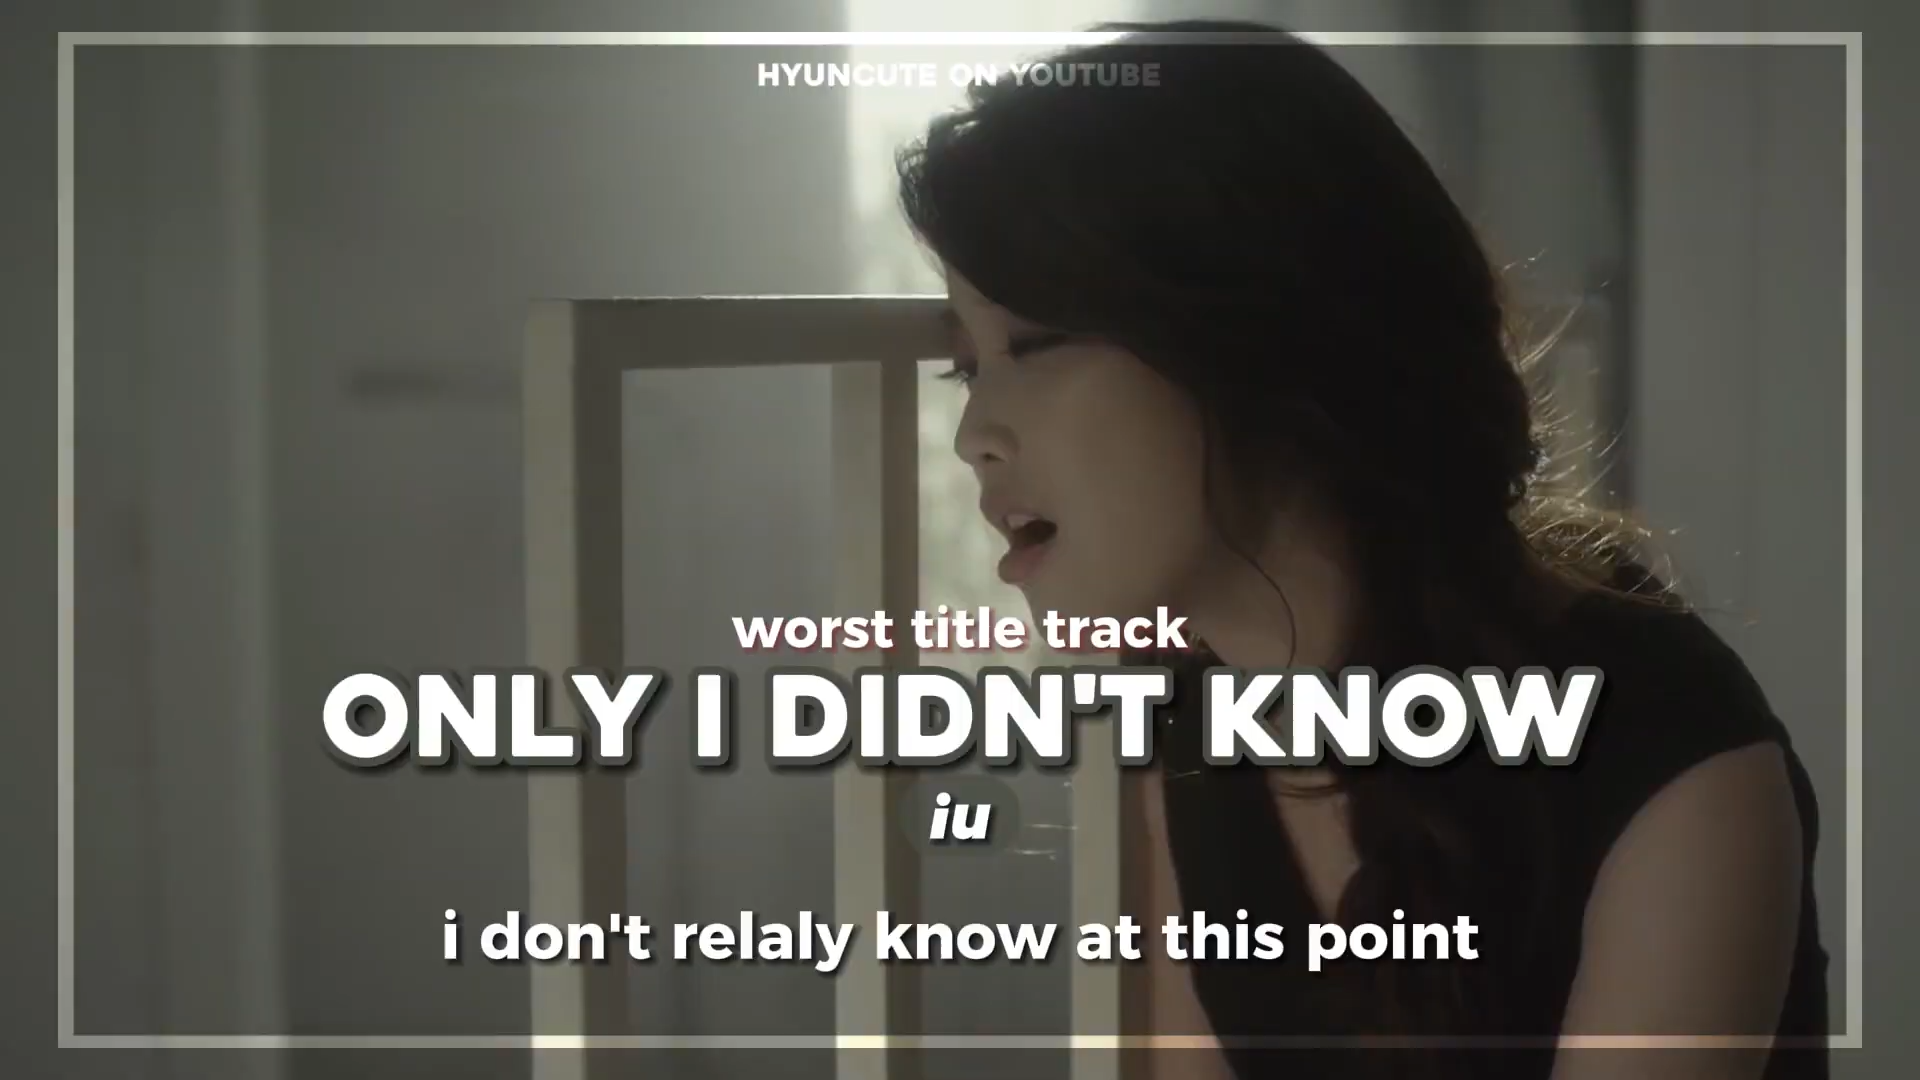 HYUNCUTE ON YOUTUBE
worst title track
ONLY I DIDN'T KNOW
iu
i don't relaly know at this point